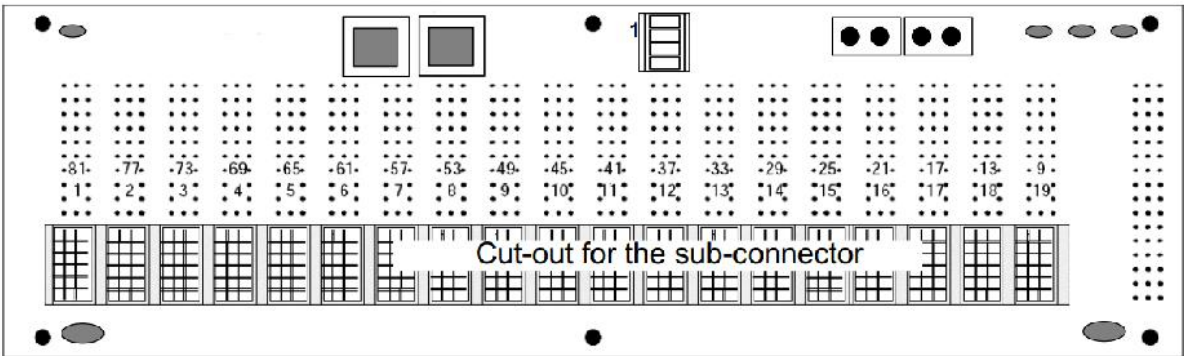 1
-81- -77- -73- -69- -65- -61- -57- -53- -49- -45- -41- -37- -33- -29- -25- -21- -17- -13- - 9 -
1 2 3 4 5 6 7 8 9 10 11 12 13 14 15 16 17 18 19
Cut-out for the sub-connector